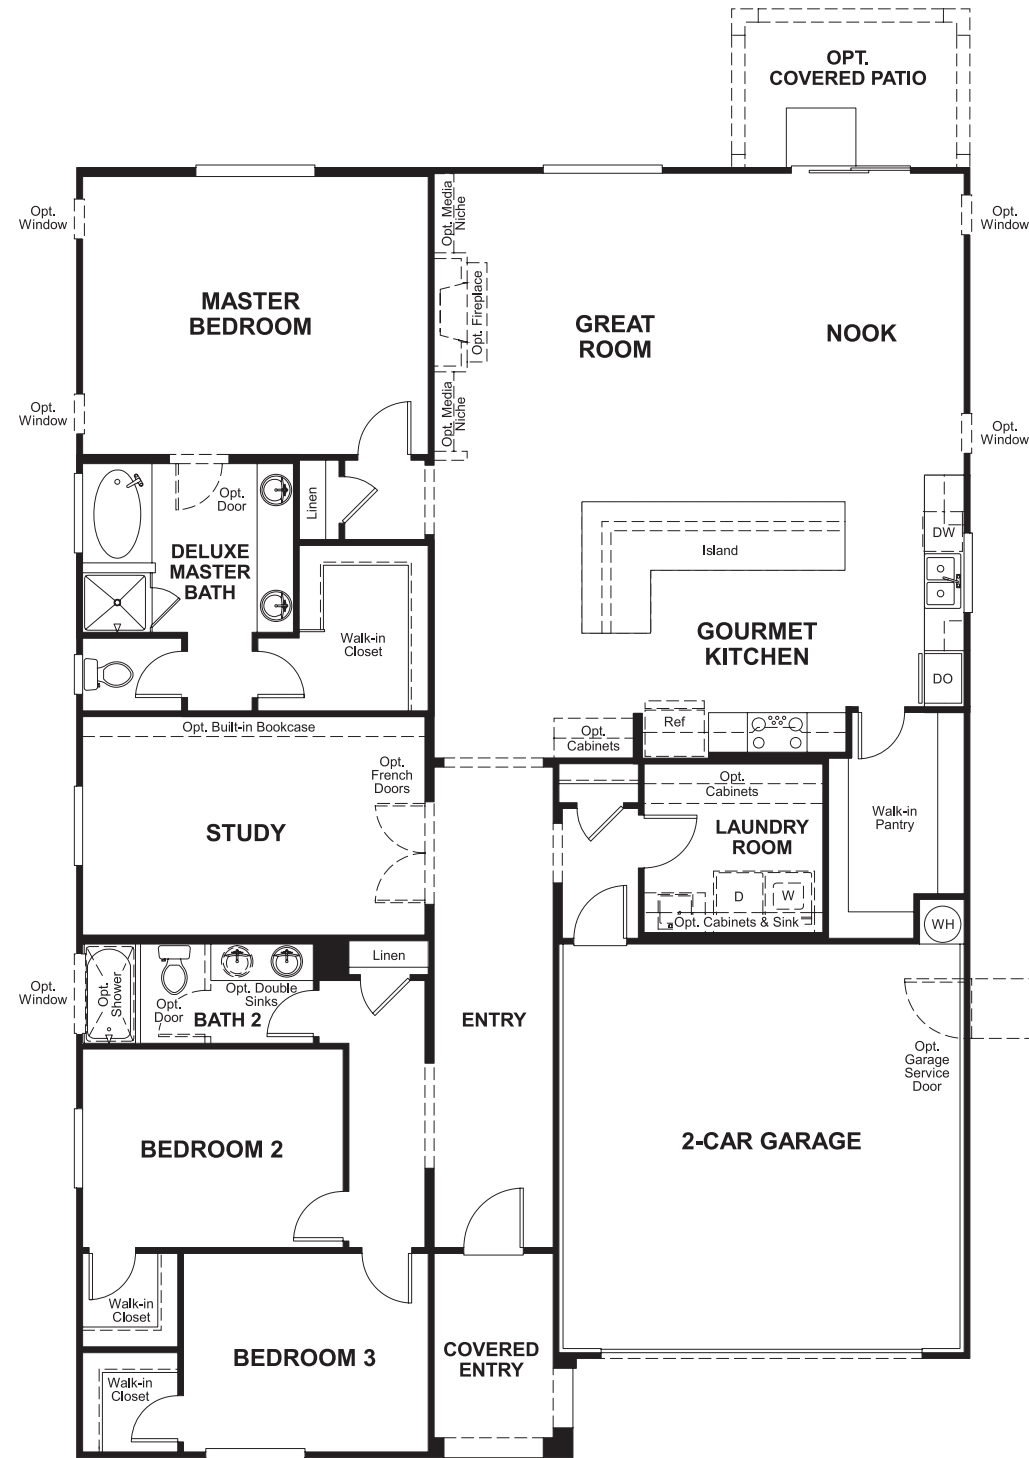 OPT.
COVERED PATIO
Opt.
Window
Opt. Media
Niche
Opt.
Window
MASTER
BEDROOM
Opt. Fireplace
GREAT
ROOM
NOOK
Opt.
Window
Opt. Media
Niche
Opt.
Window
Opt.
Door
Linen
DELUXE
MASTER
BATH
Island
DW
Walk-in
Closet
GOURMET
KITCHEN
DO
Opt. Built-in Bookcase
Ref
Opt.
Cabinets
Opt.
French
Doors
Opt.
Cabinets
STUDY
LAUNDRY
ROOM
Walk-in
Pantry
D
W
Opt. Cabinets & Sink
WH
Linen
Opt.
Window
Opt.
Shower
Opt. Double
Sinks
Opt.
Door
BATH 2
ENTRY
Opt.
Garage
Service
Door
BEDROOM 2
2-CAR GARAGE
Walk-in
Closet
BEDROOM 3
COVERED
ENTRY
Walk-in
Closet